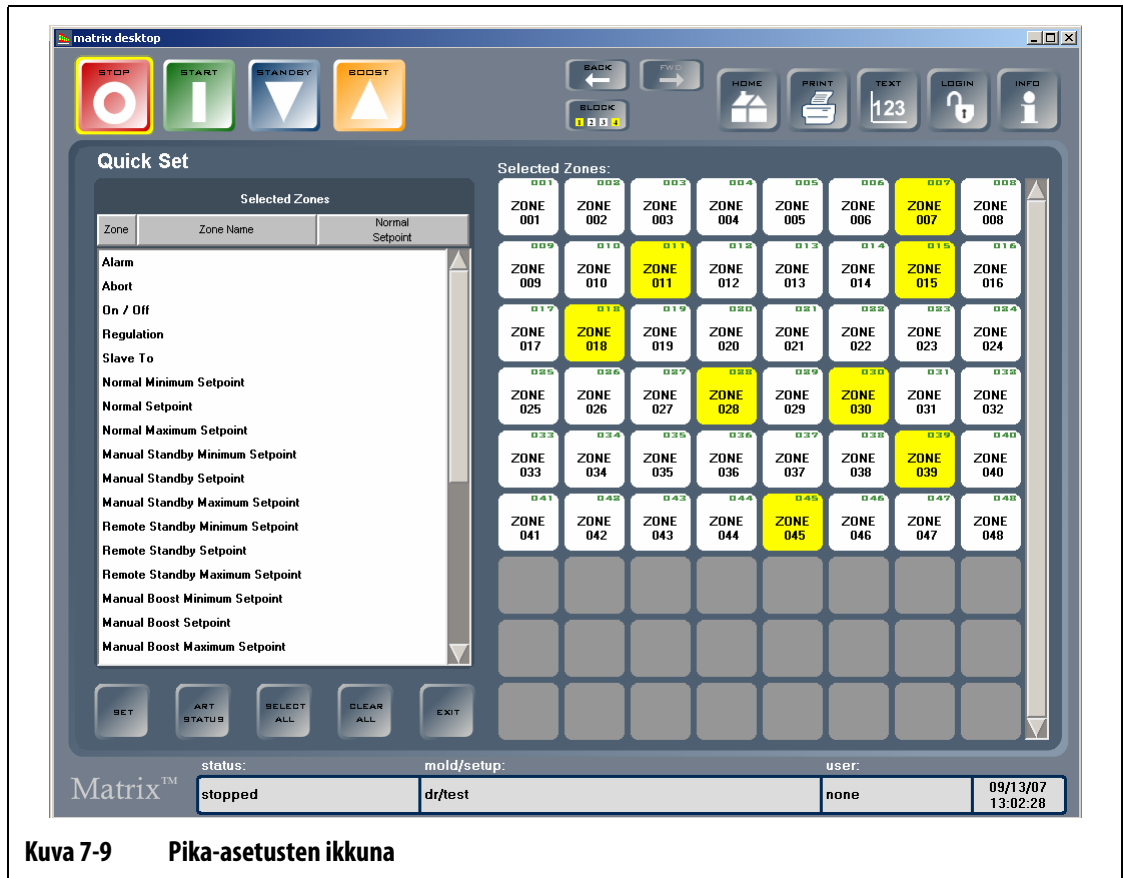 matrix desktop
STOP START STANDBY BOOST BACK FWD HOME PRINT TEXT LOGIN INFO
123
BLOCK
1 2 3 4
Quick Set
Selected Zones:
Selected Zones
Zone Zone Name Normal Setpoint
Alarm
Abort
On / Off
Regulation
Slave To
Normal Minimum Setpoint
Normal Setpoint
Normal Maximum Setpoint
Manual Standby Minimum Setpoint
Manual Standby Setpoint
Manual Standby Maximum Setpoint
Remote Standby Minimum Setpoint
Remote Standby Setpoint
Remote Standby Maximum Setpoint
Manual Boost Minimum Setpoint
Manual Boost Setpoint
Manual Boost Maximum Setpoint
001 002 003 004 005 006 007 008
ZONE ZONE ZONE ZONE ZONE ZONE ZONE ZONE
001 002 003 004 005 006 007 008
009 010 011 012 013 014 015 016
ZONE ZONE ZONE ZONE ZONE ZONE ZONE ZONE
009 010 011 012 013 014 015 016
017 018 019 020 021 022 023 024
ZONE ZONE ZONE ZONE ZONE ZONE ZONE ZONE
017 018 019 020 021 022 023 024
025 026 027 028 029 030 031 032
ZONE ZONE ZONE ZONE ZONE ZONE ZONE ZONE
025 026 027 028 029 030 031 032
033 034 035 036 037 038 039 040
ZONE ZONE ZONE ZONE ZONE ZONE ZONE ZONE
033 034 035 036 037 038 039 040
041 042 043 044 045 046 047 048
ZONE ZONE ZONE ZONE ZONE ZONE ZONE ZONE
041 042 043 044 045 046 047 048
SET ART STATUS SELECT ALL CLEAR ALL EXIT
status: mold/setup: user:
Matrix™ stopped dr/test none 09/13/07
13:02:28
Kuva 7-9 Pika-asetusten ikkuna